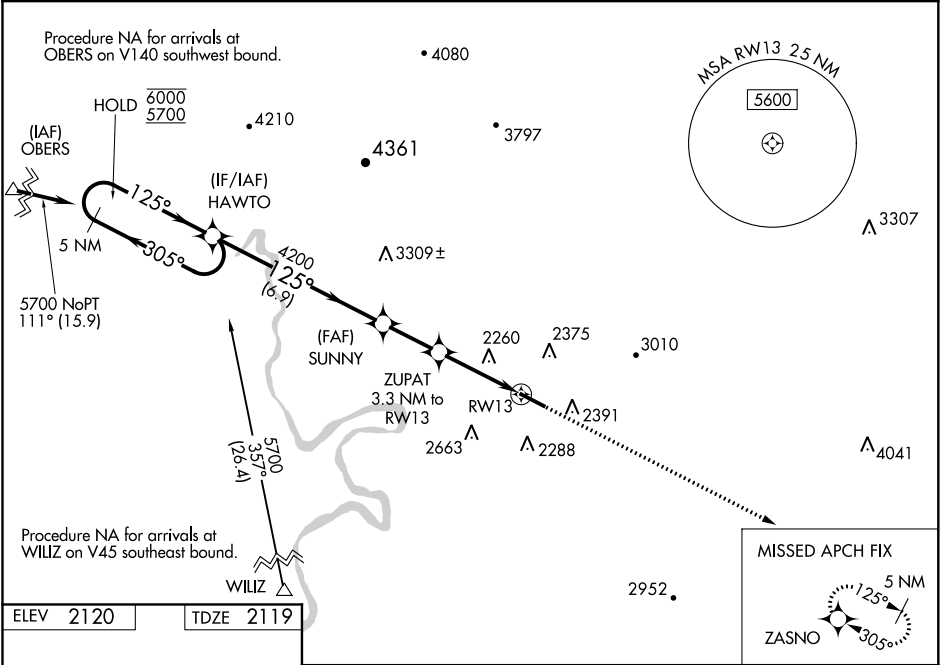 Procedure NA for arrivals at
OBERS on V140 southwest bound.
4080
MSA RW13 25 NM
5600
HOLD
6000
5700
4210
3797
4361
(IAF)
OBERS
(IF/IAF)
HAWTO
125°
305°
5 NM
3307
3309±
4200
125°
(6.9)
5700 NoPT
111° (15.9)
(FAF)
SUNNY
2260
2375
3010
ZUPAT
3.3 NM to
RW13
RW13
2391
2663
2288
4041
5700
357°
(26.4)
Procedure NA for arrivals at
WILIZ on V45 southeast bound.
WILIZ
2952
MISSED APCH FIX
5 NM
125°
305°
ZASNO
ELEV 2120
TDZE 2119